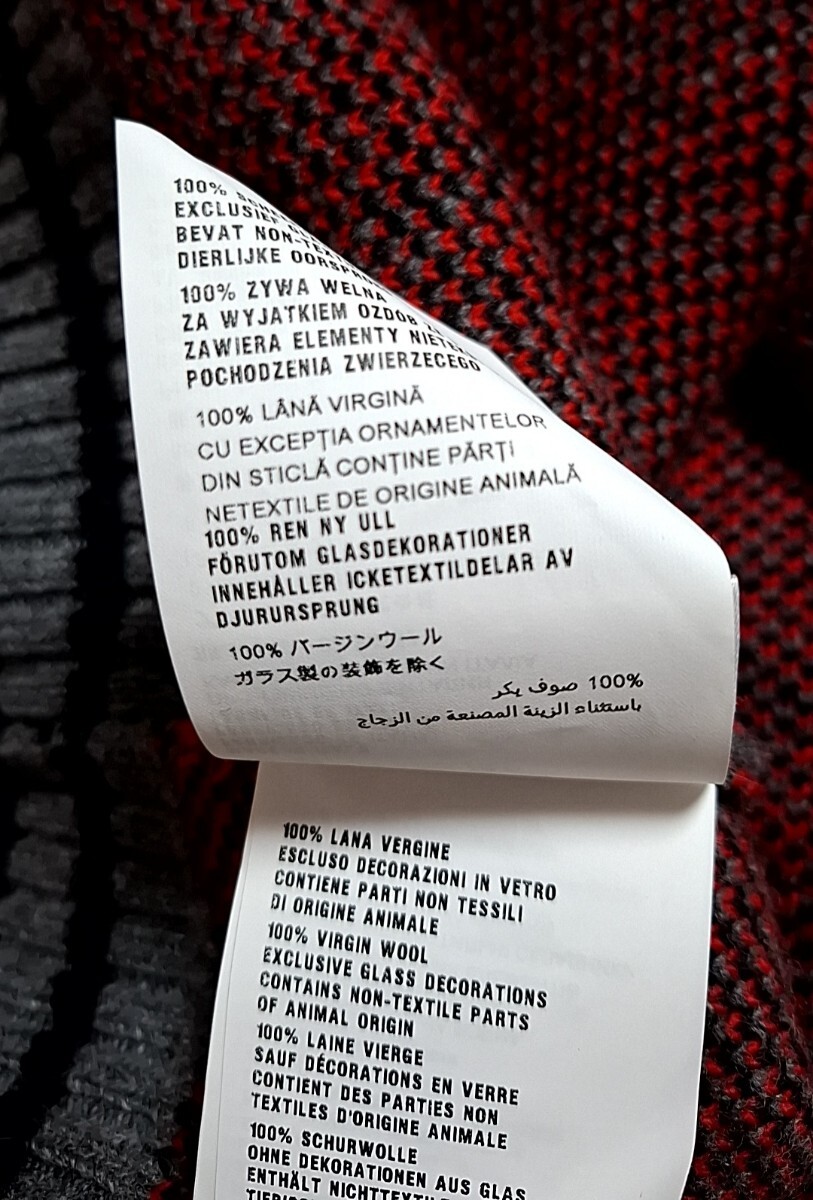 100%
EXCLUSIEF
BEVAT NON-TEX
DIERLIJKE OORSPRO
100% ZYWA WELNA
ZA WYJATKIEM OZDOB
ZAWIERA ELEMENTY NIETE
POCHODZENIA ZWIERZECEGO
100% LÂNĂ VIRGINĂ
CU EXCEPȚIA ORNAMENTELOR
DIN STICLĂ CONȚINE PĂRȚI
NETEXTILE DE ORIGINE ANIMALĂ
100% REN NY ULL
FÖRUTOM GLASDEKORATIONER
INNEHÅLLER ICKETEXTILDELAR AV
DJURURSPRUNG
100% バージンウール
ガラス製の装飾を除く
100% صوف بكر
باستثناء الزينة المصنعة من الزجاج
100% LANA VERGINE
ESCLUSO DECORAZIONI IN VETRO
CONTIENE PARTI NON TESSILI
DI ORIGINE ANIMALE
100% VIRGIN WOOL
EXCLUSIVE GLASS DECORATIONS
CONTAINS NON-TEXTILE PARTS
OF ANIMAL ORIGIN
100% LAINE VIERGE
SAUF DÉCORATIONS EN VERRE
CONTIENT DES PARTIES NON
TEXTILES D'ORIGINE ANIMALE
100% SCHURWOLLE
OHNE DEKORATIONEN AUS GLAS
ENTHÄLT NICHTTEXTILE